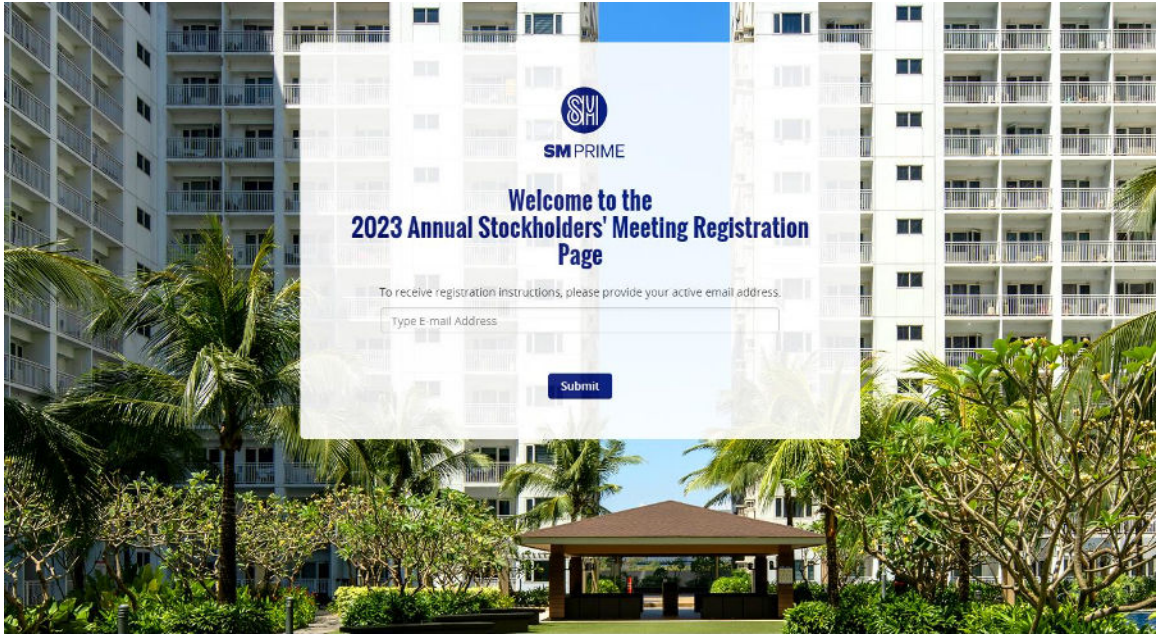 SM
SM PRIME
Welcome to the
2023 Annual Stockholders' Meeting Registration
Page
To receive registration instructions, please provide your active email address.
Type E-mail Address
Submit